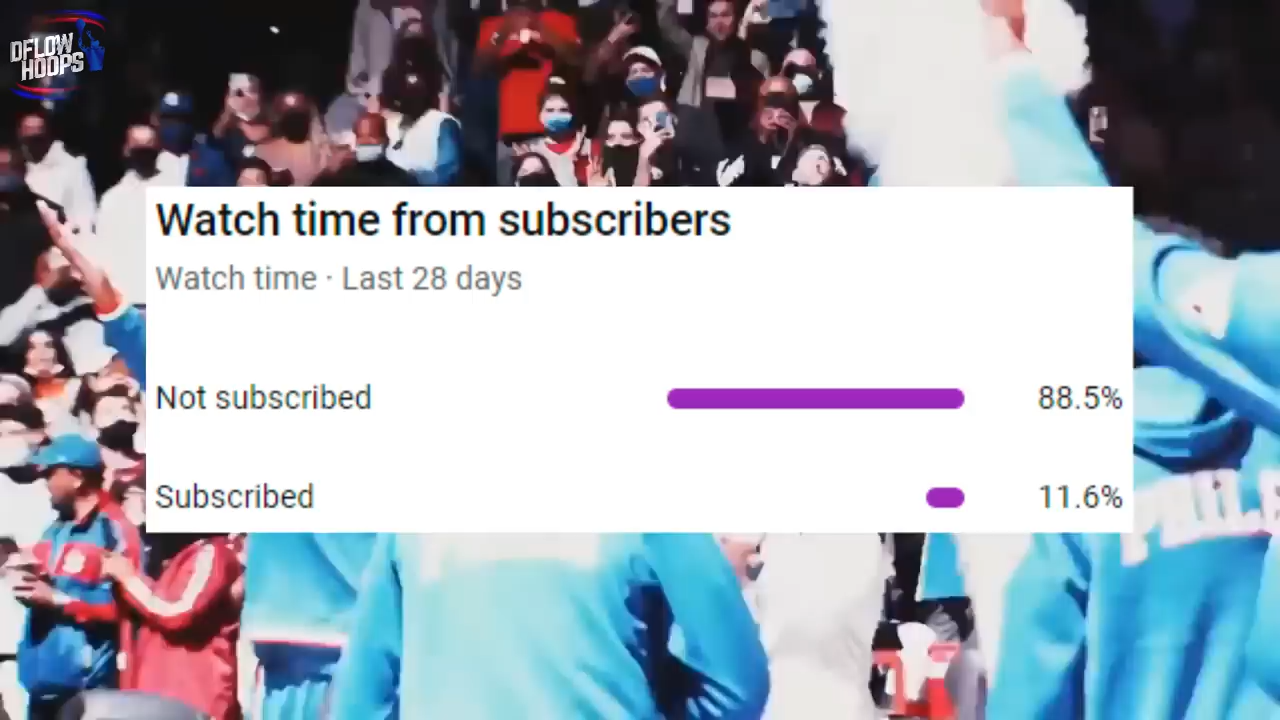 DFLOW
HOOPS
Watch time from subscribers
Watch time · Last 28 days
Not subscribed 88.5%
Subscribed 11.6%